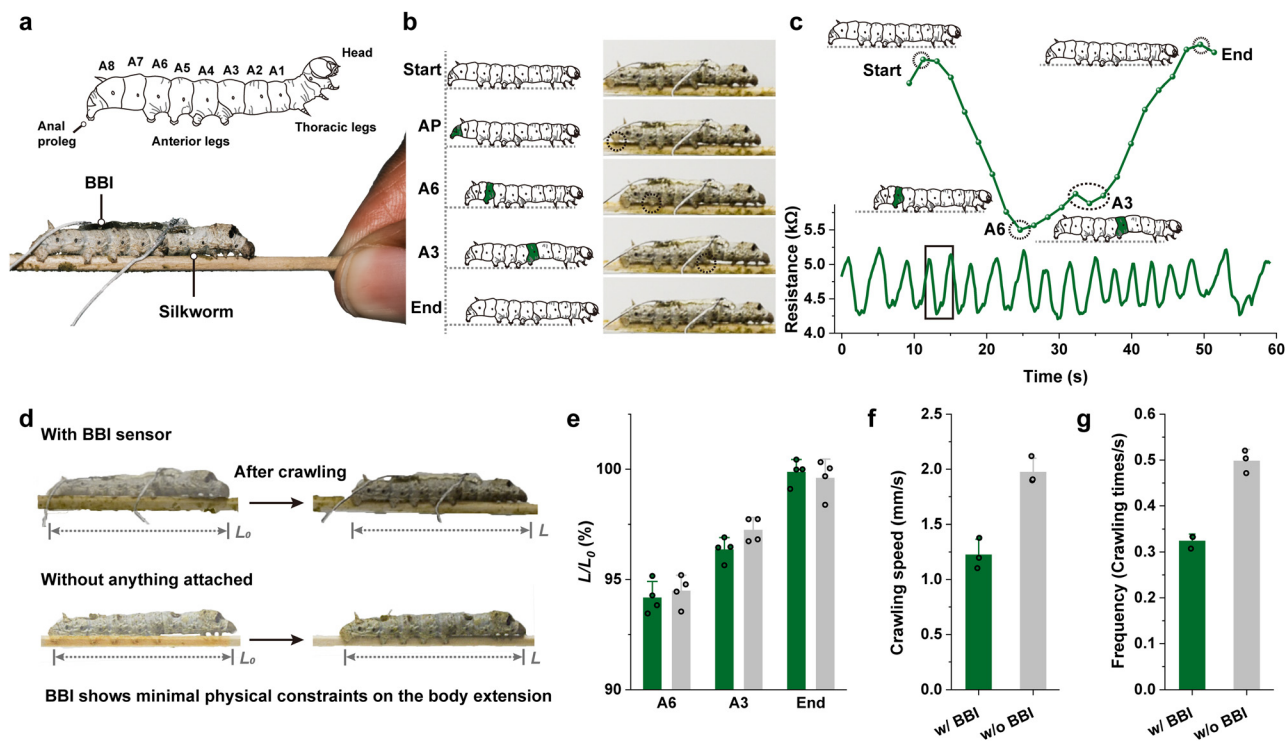 a
Head
A8 A7 A6 A5 A4 A3 A2 A1
Anal
proleg
Anterior legs
Thoracic legs
BBI
Silkworm
b
Start
AP
A6
A3
End
c
Start
End
A6
A3
Resistance (kΩ)
5.5
5.0
4.5
4.0
0 10 20 30 40 50 60
Time (s)
d
With BBI sensor
After crawling
L₀
L
Without anything attached
L₀
L
BBI shows minimal physical constraints on the body extension
e
L/L₀ (%)
100
95
90
A6 A3 End
f
Crawling speed (mm/s)
2.5
2.0
1.5
1.0
0.5
0.0
w/ BBI
w/o BBI
g
Frequency (Crawling times/s)
0.6
0.5
0.4
0.3
0.2
0.1
0.0
w/ BBI
w/o BBI